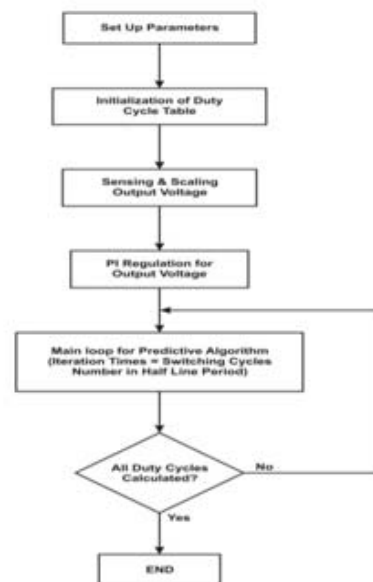 Set Up Parameters
Initialization of Duty
Cycle Table
Sensing & Scaling
Output Voltage
PI Regulation for
Output Voltage
Main loop for Predictive Algorithm
(Iteration Times = Switching Cycles
Number in Half Line Period)
All Duty Cycles
Calculated?
No
Yes
END